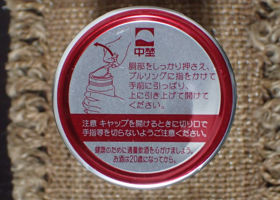 中埜
胴部をしっかり押さえ、
プルリングに指をかけて
手前に引っぱり、
上に引き上げて開けて
ください。
注意 キャップを開けるときに切り口で
手指等を切らないようご注意ください。
健康のために適量飲酒を心がけましょう。
お酒は20歳になってから。